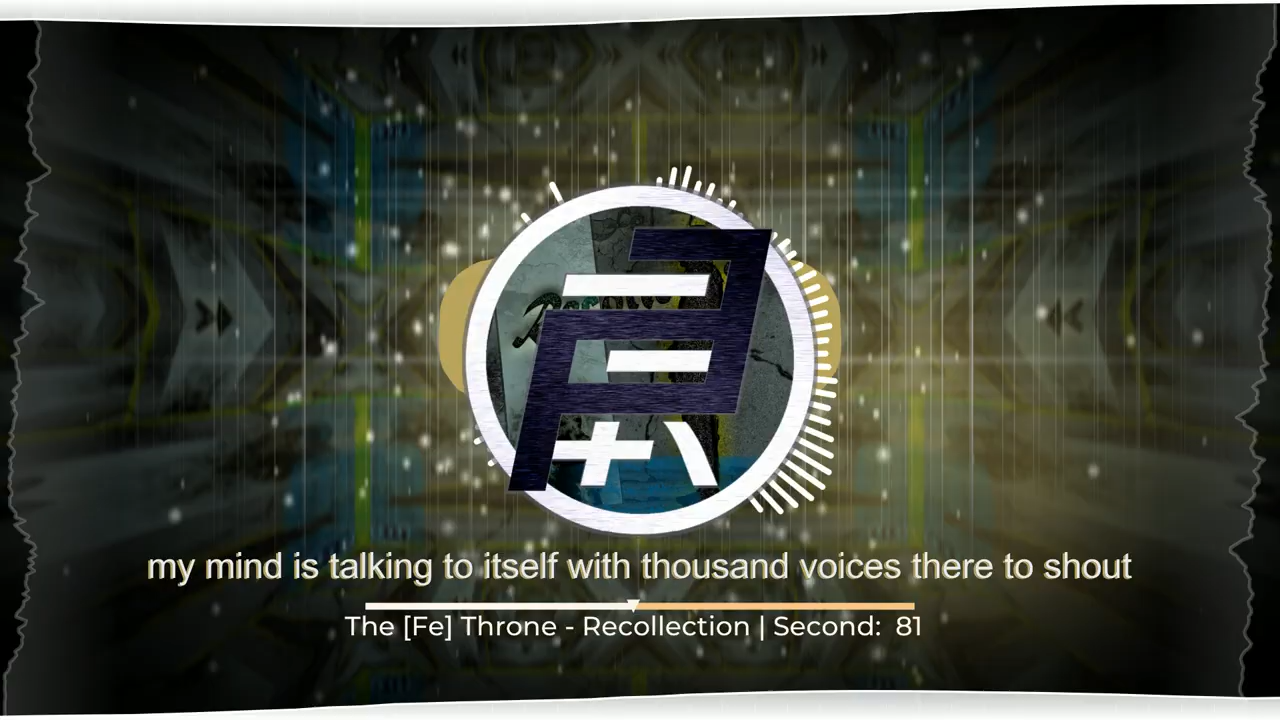 my mind is talking to itself with thousand voices there to shout
The [Fe] Throne - Recollection | Second: 81